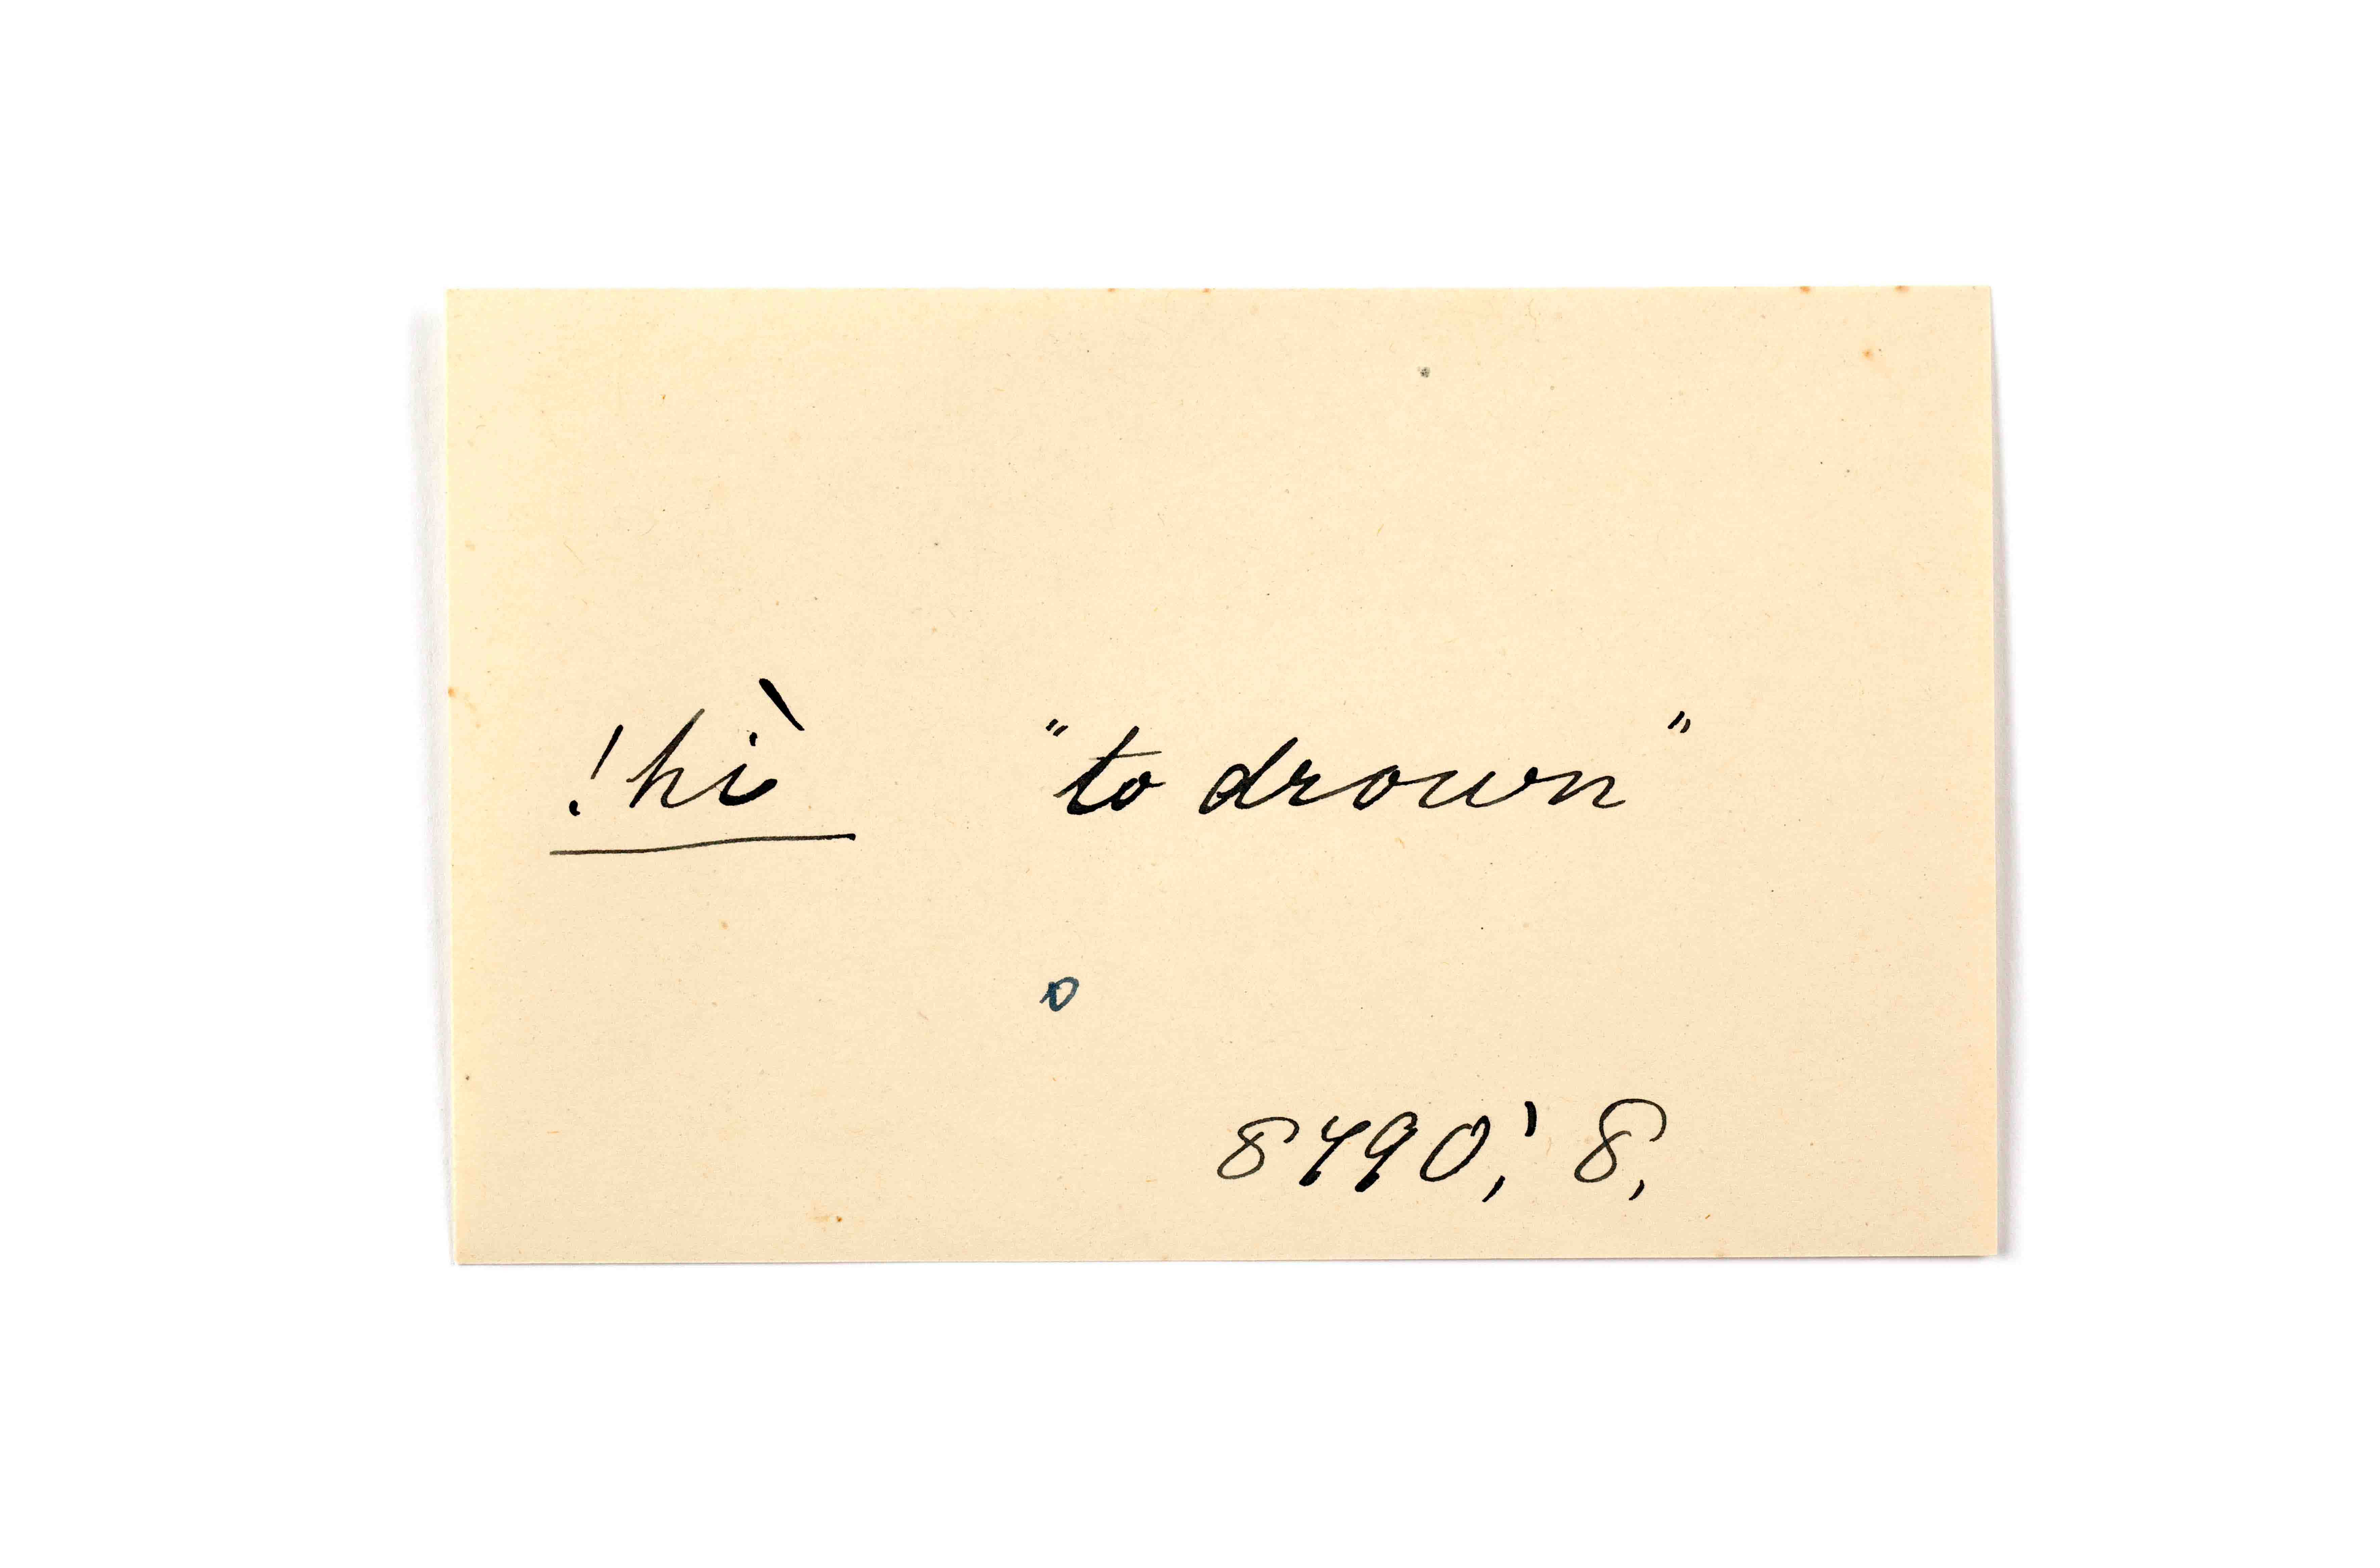 !hì "to drown"
o
8490,' 8,